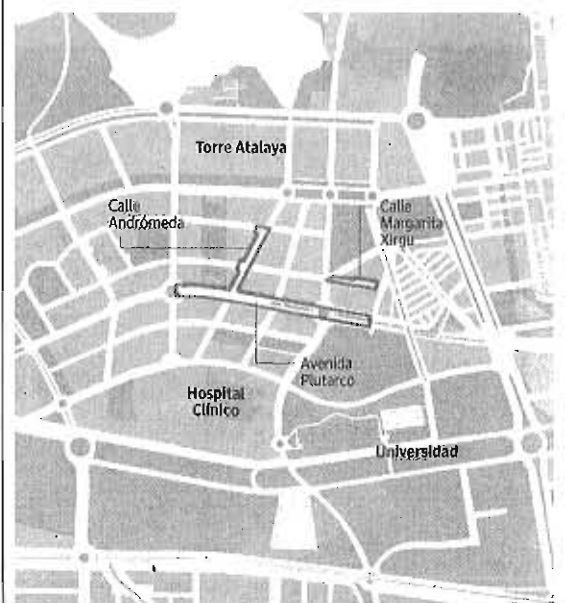 Torre Atalaya
Calle
Andrómeda
Calle
Margarita
Xirgu
Avenida
Plutarco
Hospital
Clínico
Universidad